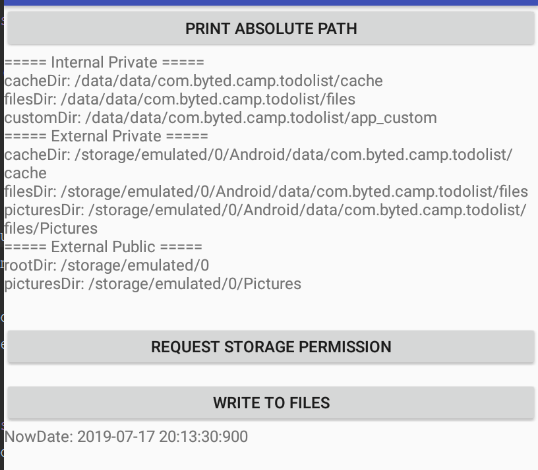 PRINT ABSOLUTE PATH
===== Internal Private =====
cacheDir: /data/data/com.byted.camp.todolist/cache
filesDir: /data/data/com.byted.camp.todolist/files
customDir: /data/data/com.byted.camp.todolist/app_custom
===== External Private =====
cacheDir: /storage/emulated/0/Android/data/com.byted.camp.todolist/
cache
filesDir: /storage/emulated/0/Android/data/com.byted.camp.todolist/files
picturesDir: /storage/emulated/0/Android/data/com.byted.camp.todolist/
files/Pictures
===== External Public =====
rootDir: /storage/emulated/0
picturesDir: /storage/emulated/0/Pictures
REQUEST STORAGE PERMISSION
WRITE TO FILES
NowDate: 2019-07-17 20:13:30:900